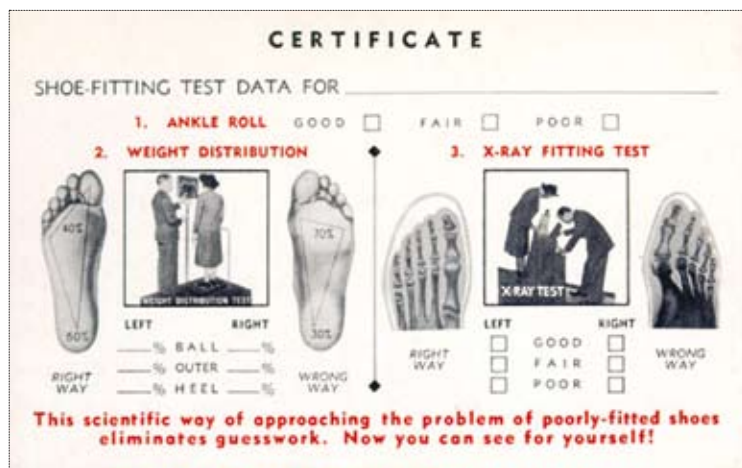 CERTIFICATE
SHOE-FITTING TEST DATA FOR
1. ANKLE ROLL GOOD FAIR POOR
2. WEIGHT DISTRIBUTION
40%
60%
WEIGHT DISTRIBUTION TEST
70%
30%
LEFT RIGHT
% BALL %
% OUTER %
% HEEL %
RIGHT WAY
WRONG WAY
3. X-RAY FITTING TEST
X-RAY TEST
LEFT RIGHT
GOOD
FAIR
POOR
RIGHT WAY
WRONG WAY
This scientific way of approaching the problem of poorly-fitted shoes
eliminates guesswork. Now you can see for yourself!